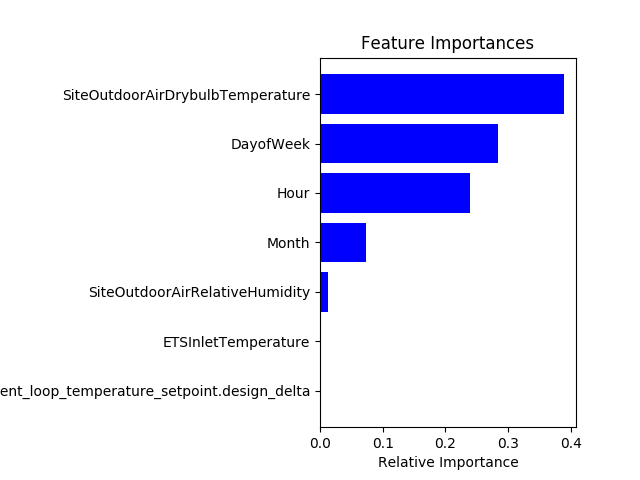 Feature Importances
SiteOutdoorAirDrybulbTemperature
DayofWeek
Hour
Month
SiteOutdoorAirRelativeHumidity
ETSInletTemperature
ent_loop_temperature_setpoint.design_delta
0.0 0.1 0.2 0.3 0.4
Relative Importance